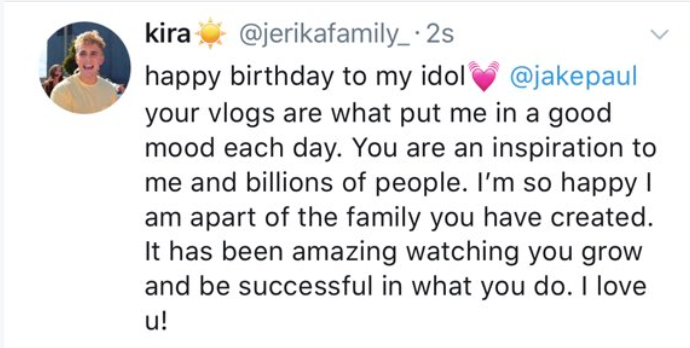 kira☀️ @jerikafamily_ · 2s
happy birthday to my idol💓 @jakepaul
your vlogs are what put me in a good
mood each day. You are an inspiration to
me and billions of people. I’m so happy I
am apart of the family you have created.
It has been amazing watching you grow
and be successful in what you do. I love
u!